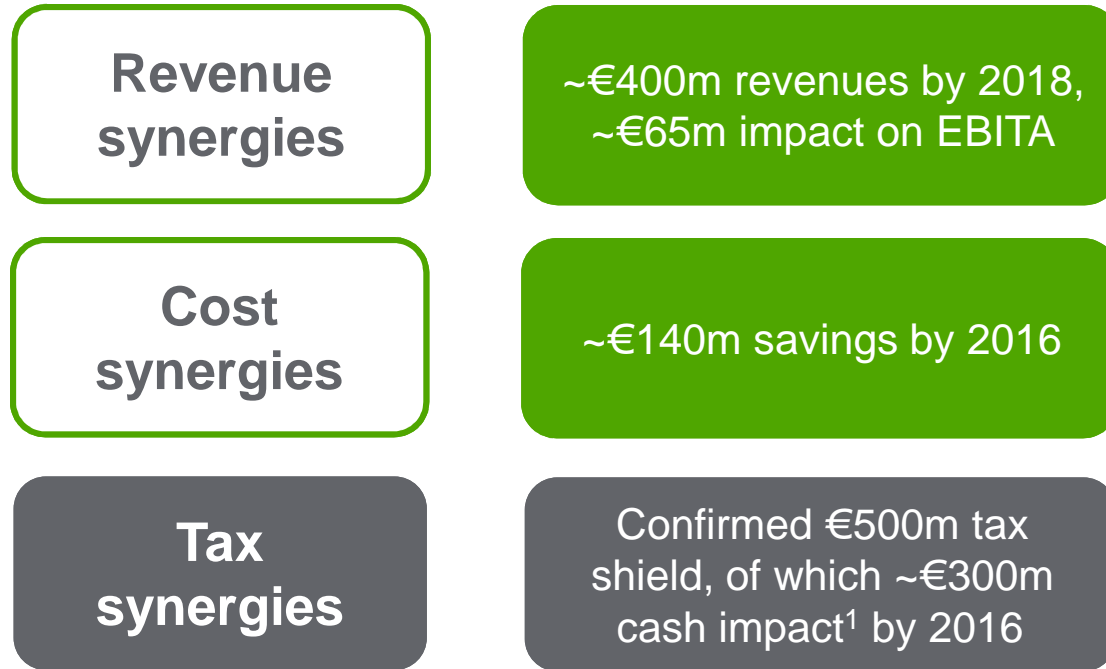 Revenue
synergies
~€400m revenues by 2018,
~€65m impact on EBITA
Cost
synergies
~€140m savings by 2016
Tax
synergies
Confirmed €500m tax
shield, of which ~€300m
cash impact1 by 2016